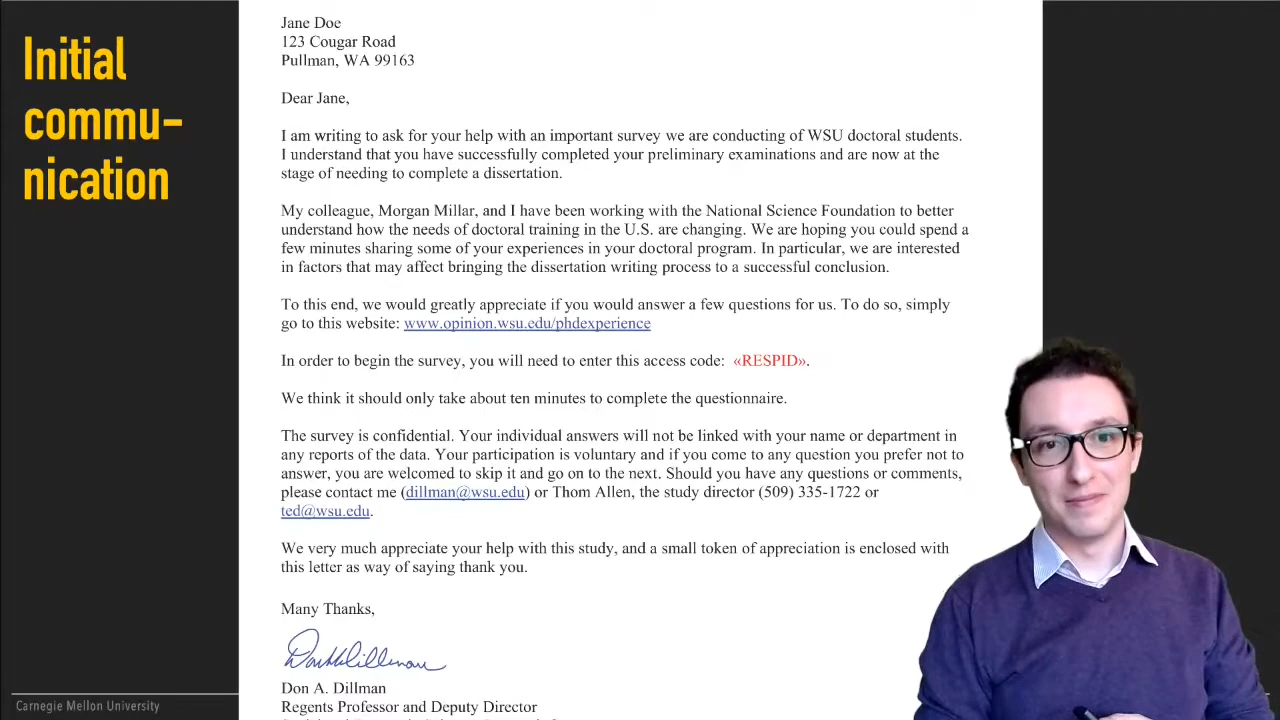 Initial
commu-
nication
Jane Doe
123 Cougar Road
Pullman, WA 99163
Dear Jane,
I am writing to ask for your help with an important survey we are conducting of WSU doctoral students.
I understand that you have successfully completed your preliminary examinations and are now at the
stage of needing to complete a dissertation.
My colleague, Morgan Millar, and I have been working with the National Science Foundation to better
understand how the needs of doctoral training in the U.S. are changing. We are hoping you could spend a
few minutes sharing some of your experiences in your doctoral program. In particular, we are interested
in factors that may affect bringing the dissertation writing process to a successful conclusion.
To this end, we would greatly appreciate if you would answer a few questions for us. To do so, simply
go to this website: www.opinion.wsu.edu/phdexperience
In order to begin the survey, you will need to enter this access code: «RESPID».
We think it should only take about ten minutes to complete the questionnaire.
The survey is confidential. Your individual answers will not be linked with your name or department in
any reports of the data. Your participation is voluntary and if you come to any question you prefer not to
answer, you are welcomed to skip it and go on to the next. Should you have any questions or comments,
please contact me (dillman@wsu.edu) or Thom Allen, the study director (509) 335-1722 or
ted@wsu.edu.
We very much appreciate your help with this study, and a small token of appreciation is enclosed with
this letter as way of saying thank you.
Many Thanks,
Don A. Dillman
Regents Professor and Deputy Director
Carnegie Mellon University